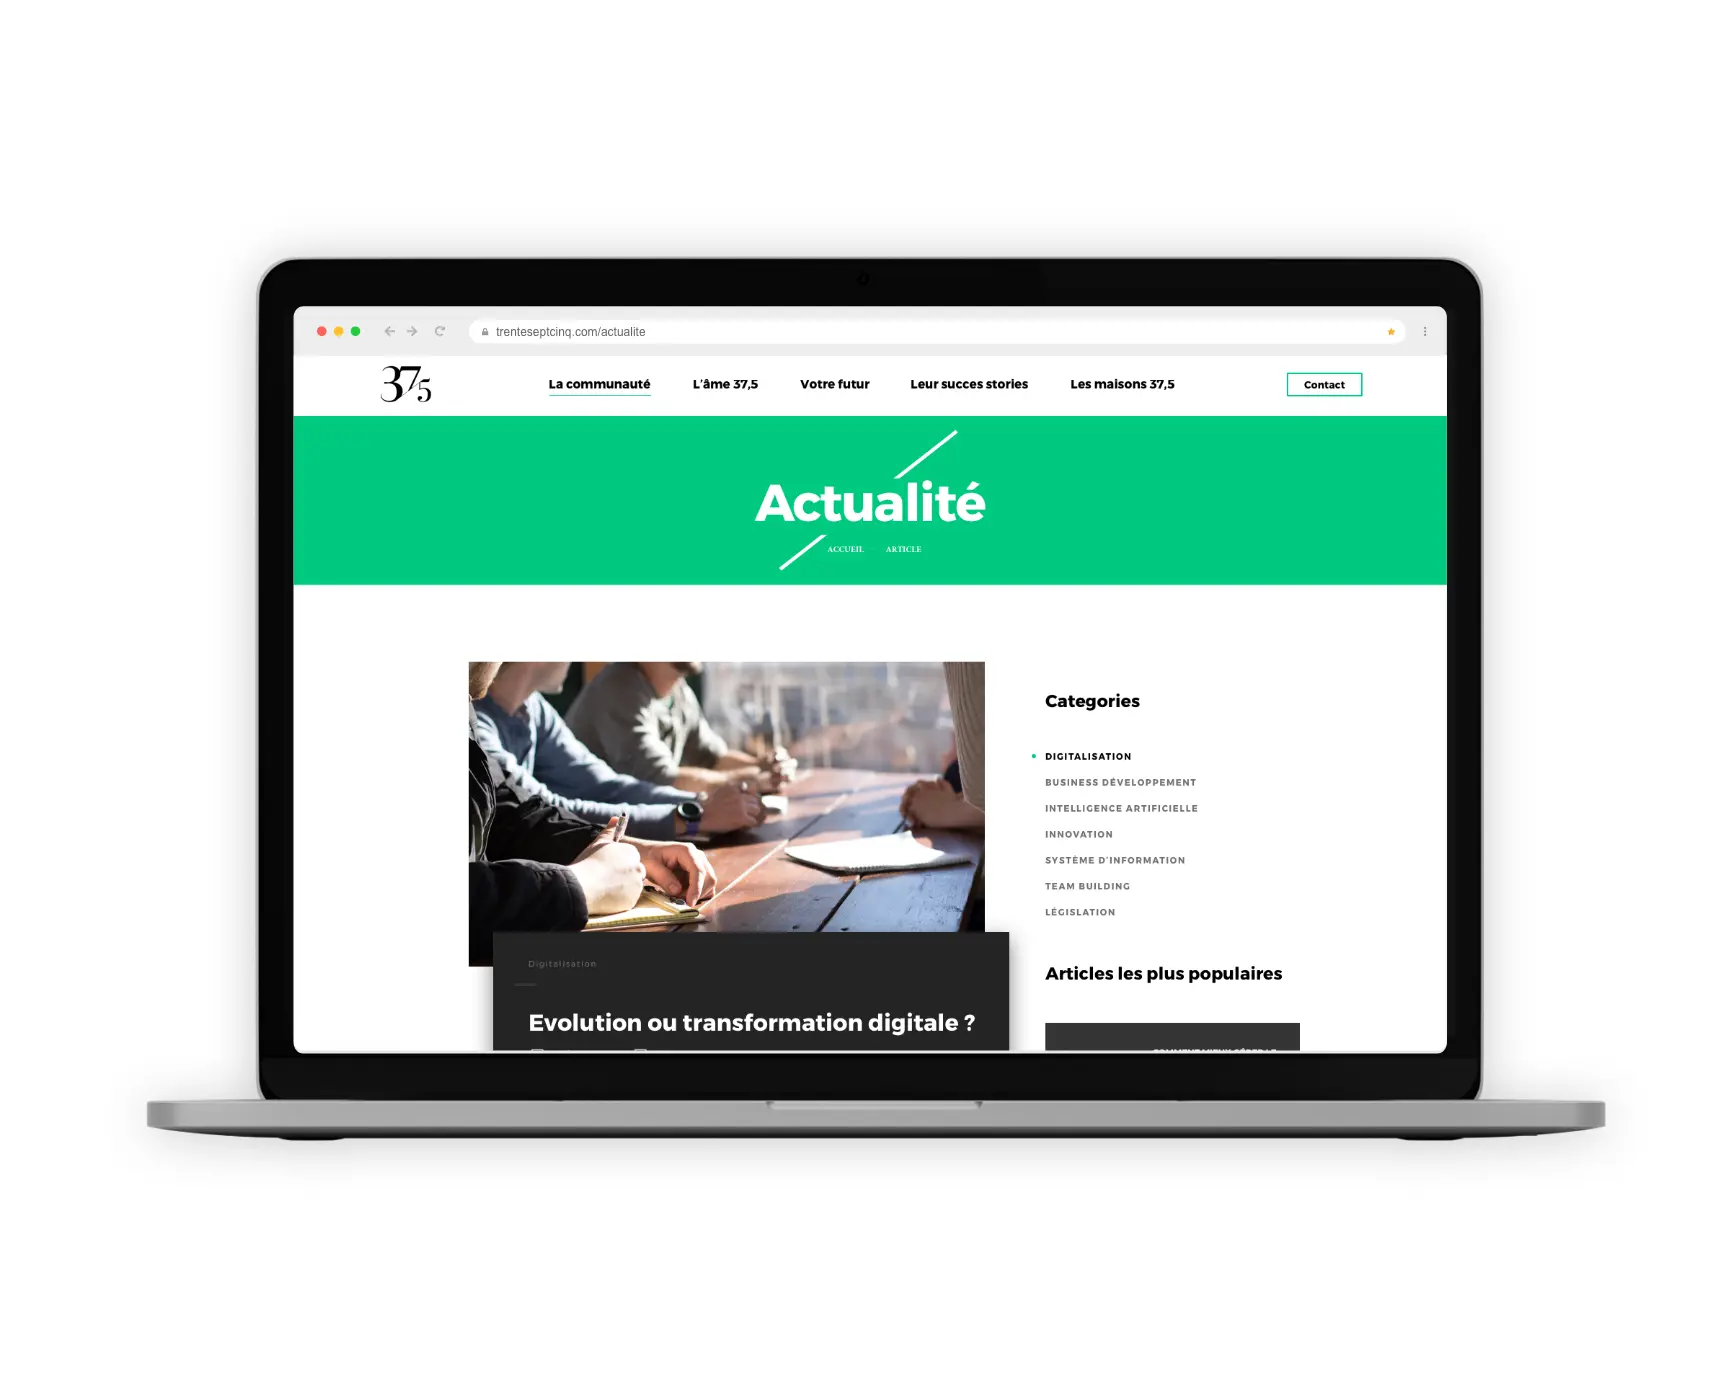 trenteseptcinq.com/actualite
37,5
La communauté
L'âme 37,5
Votre futur
Leur succes stories
Les maisons 37,5
Contact
Actualité
ACCUEIL
ARTICLE
Categories
DIGITALISATION
BUSINESS DÉVELOPPEMENT
INTELLIGENCE ARTIFICIELLE
INNOVATION
SYSTÈME D'INFORMATION
TEAM BUILDING
LÉGISLATION
Digitalisation
Evolution ou transformation digitale ?
Articles les plus populaires